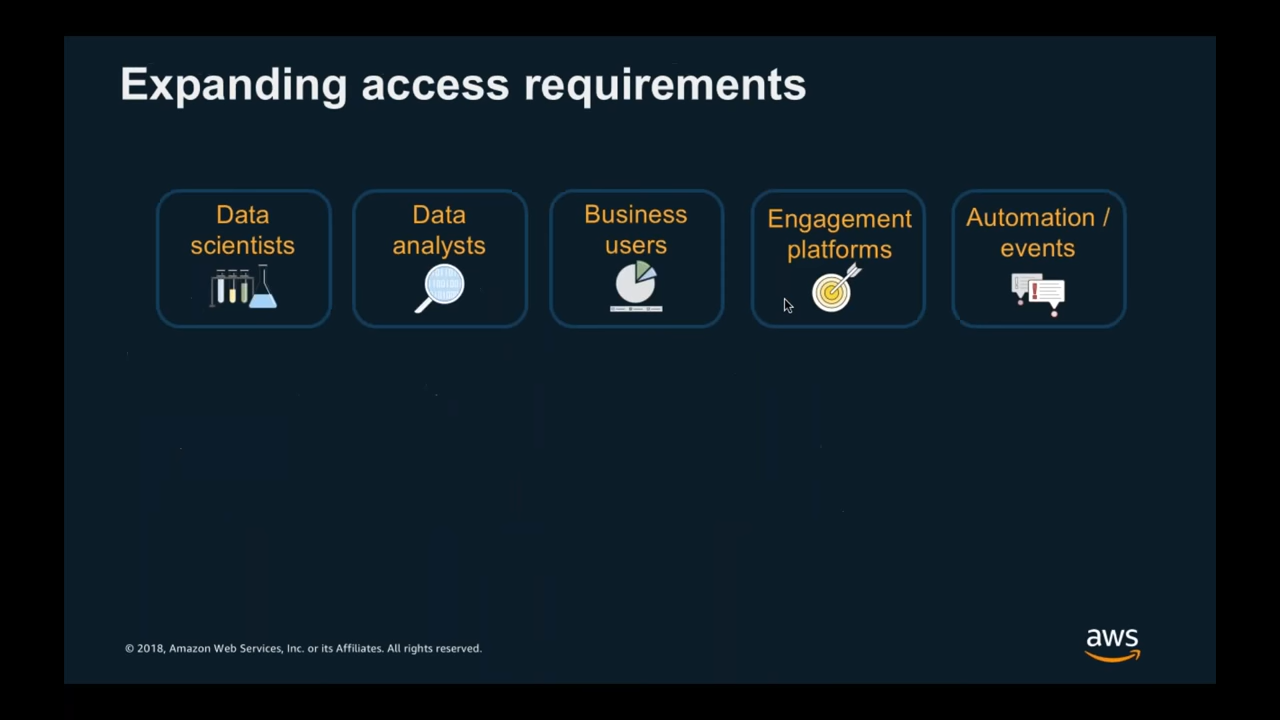 Expanding access requirements
Data
scientists
Data
analysts
Business
users
Engagement
platforms
Automation /
events
© 2018, Amazon Web Services, Inc. or its Affiliates. All rights reserved.
aws